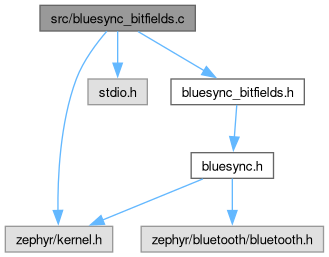 src/bluesync_bitfields.c
stdio.h
bluesync_bitfields.h
bluesync.h
zephyr/kernel.h
zephyr/bluetooth/bluetooth.h